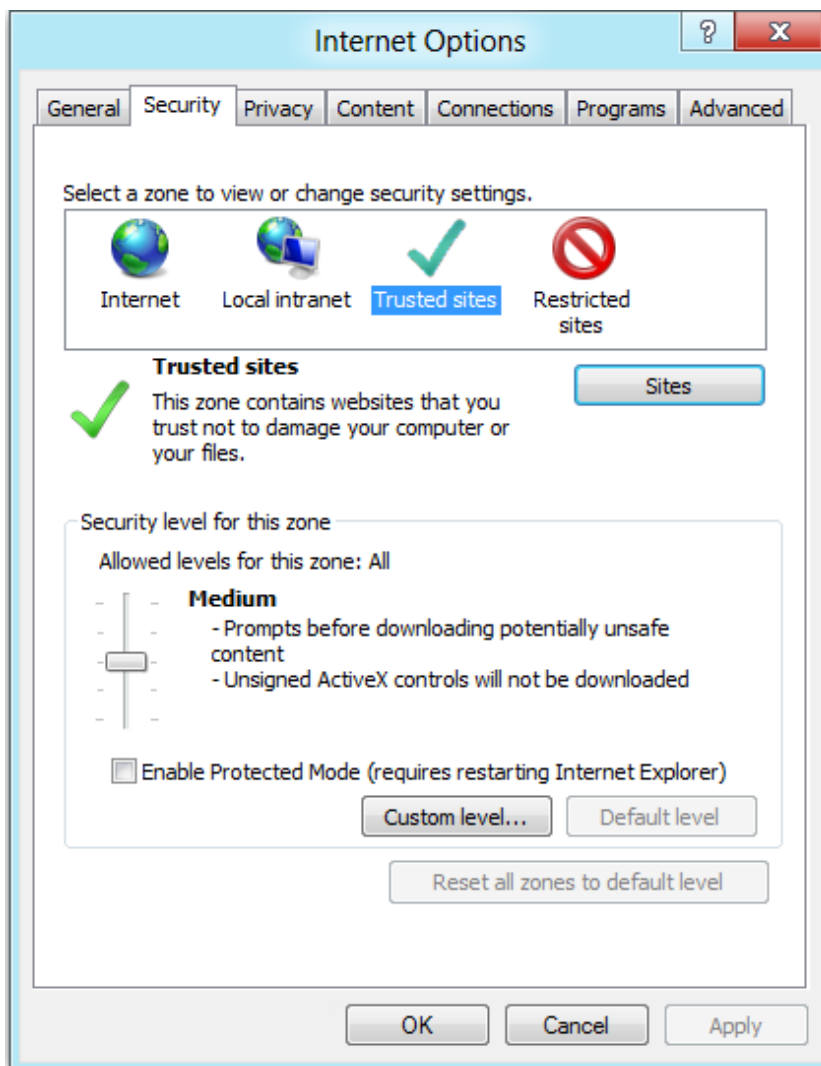 Internet Options
?
X
General Security Privacy Content Connections Programs Advanced
Select a zone to view or change security settings.
Internet Local intranet Trusted sites Restricted
sites
Trusted sites
Sites
This zone contains websites that you
trust not to damage your computer or
your files.
Security level for this zone
Allowed levels for this zone: All
Medium
- Prompts before downloading potentially unsafe
content
- Unsigned ActiveX controls will not be downloaded
Enable Protected Mode (requires restarting Internet Explorer)
Custom level... Default level
Reset all zones to default level
OK Cancel Apply